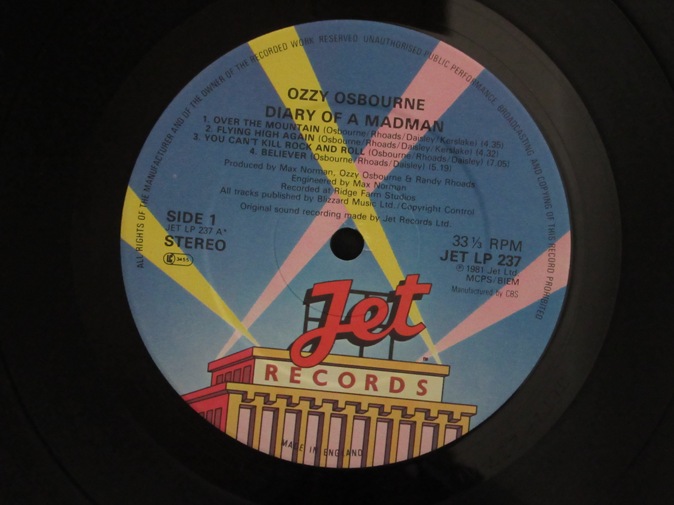 ALL RIGHTS OF THE MANUFACTURER AND OF THE OWNER OF THE RECORDED WORK RESERVED UNAUTHORISED PUBLIC PERFORMANCE, BROADCASTING AND COPYING OF THIS RECORD PROHIBITED
OZZY OSBOURNE
DIARY OF A MADMAN
1. OVER THE MOUNTAIN (Osbourne/Rhoads/Daisley/Kerslake) (4.35)
2. FLYING HIGH AGAIN (Osbourne/Rhoads/Daisley/Kerslake) (4.32)
3. YOU CAN'T KILL ROCK AND ROLL (Osbourne/Rhoads/Daisley) (7.05)
4. BELIEVER (Osbourne/Rhoads/Daisley) (5.19)
Produced by Max Norman, Ozzy Osbourne & Randy Rhoads
Engineered by Max Norman
Recorded at Ridge Farm Studios
All tracks published by Blizzard Music Ltd./Copyright Control
Original sound recording made by Jet Records Ltd.
SIDE 1
JET LP 237 A*
STEREO
33 ⅓ RPM
JET LP 237
℗ 1981 Jet Ltd
MCPS/BIEM
Manufactured by CBS
Jet
RECORDS
MADE IN ENGLAND